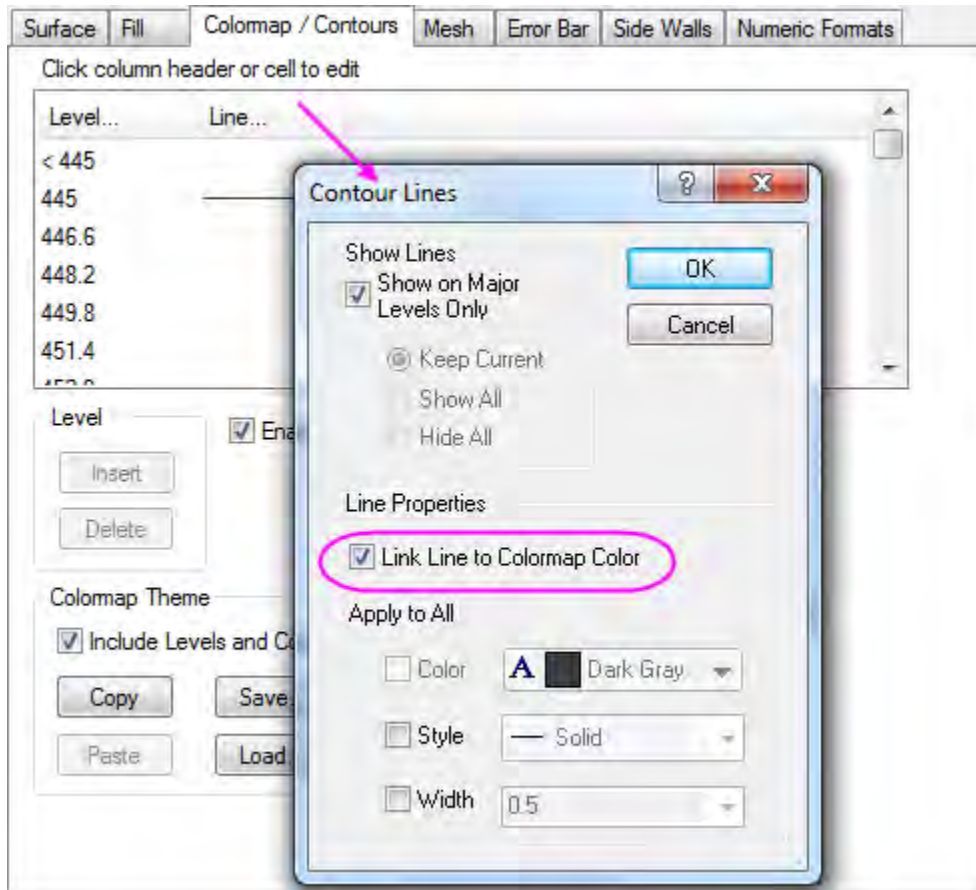 Surface Fill Colormap / Contours Mesh Error Bar Side Walls Numeric Formats
Click column header or cell to edit
Level... Line...
< 445
445
446.6
448.2
449.8
451.4
Contour Lines
Show Lines
Show on Major
Levels Only
Keep Current
Show All
Hide All
OK
Cancel
Line Properties
Link Line to Colormap Color
Apply to All
Color A Dark Gray
Style Solid
Width 0.5
Level
Insert
Delete
Colormap Theme
Include Levels and
Copy Save.
Paste Load.